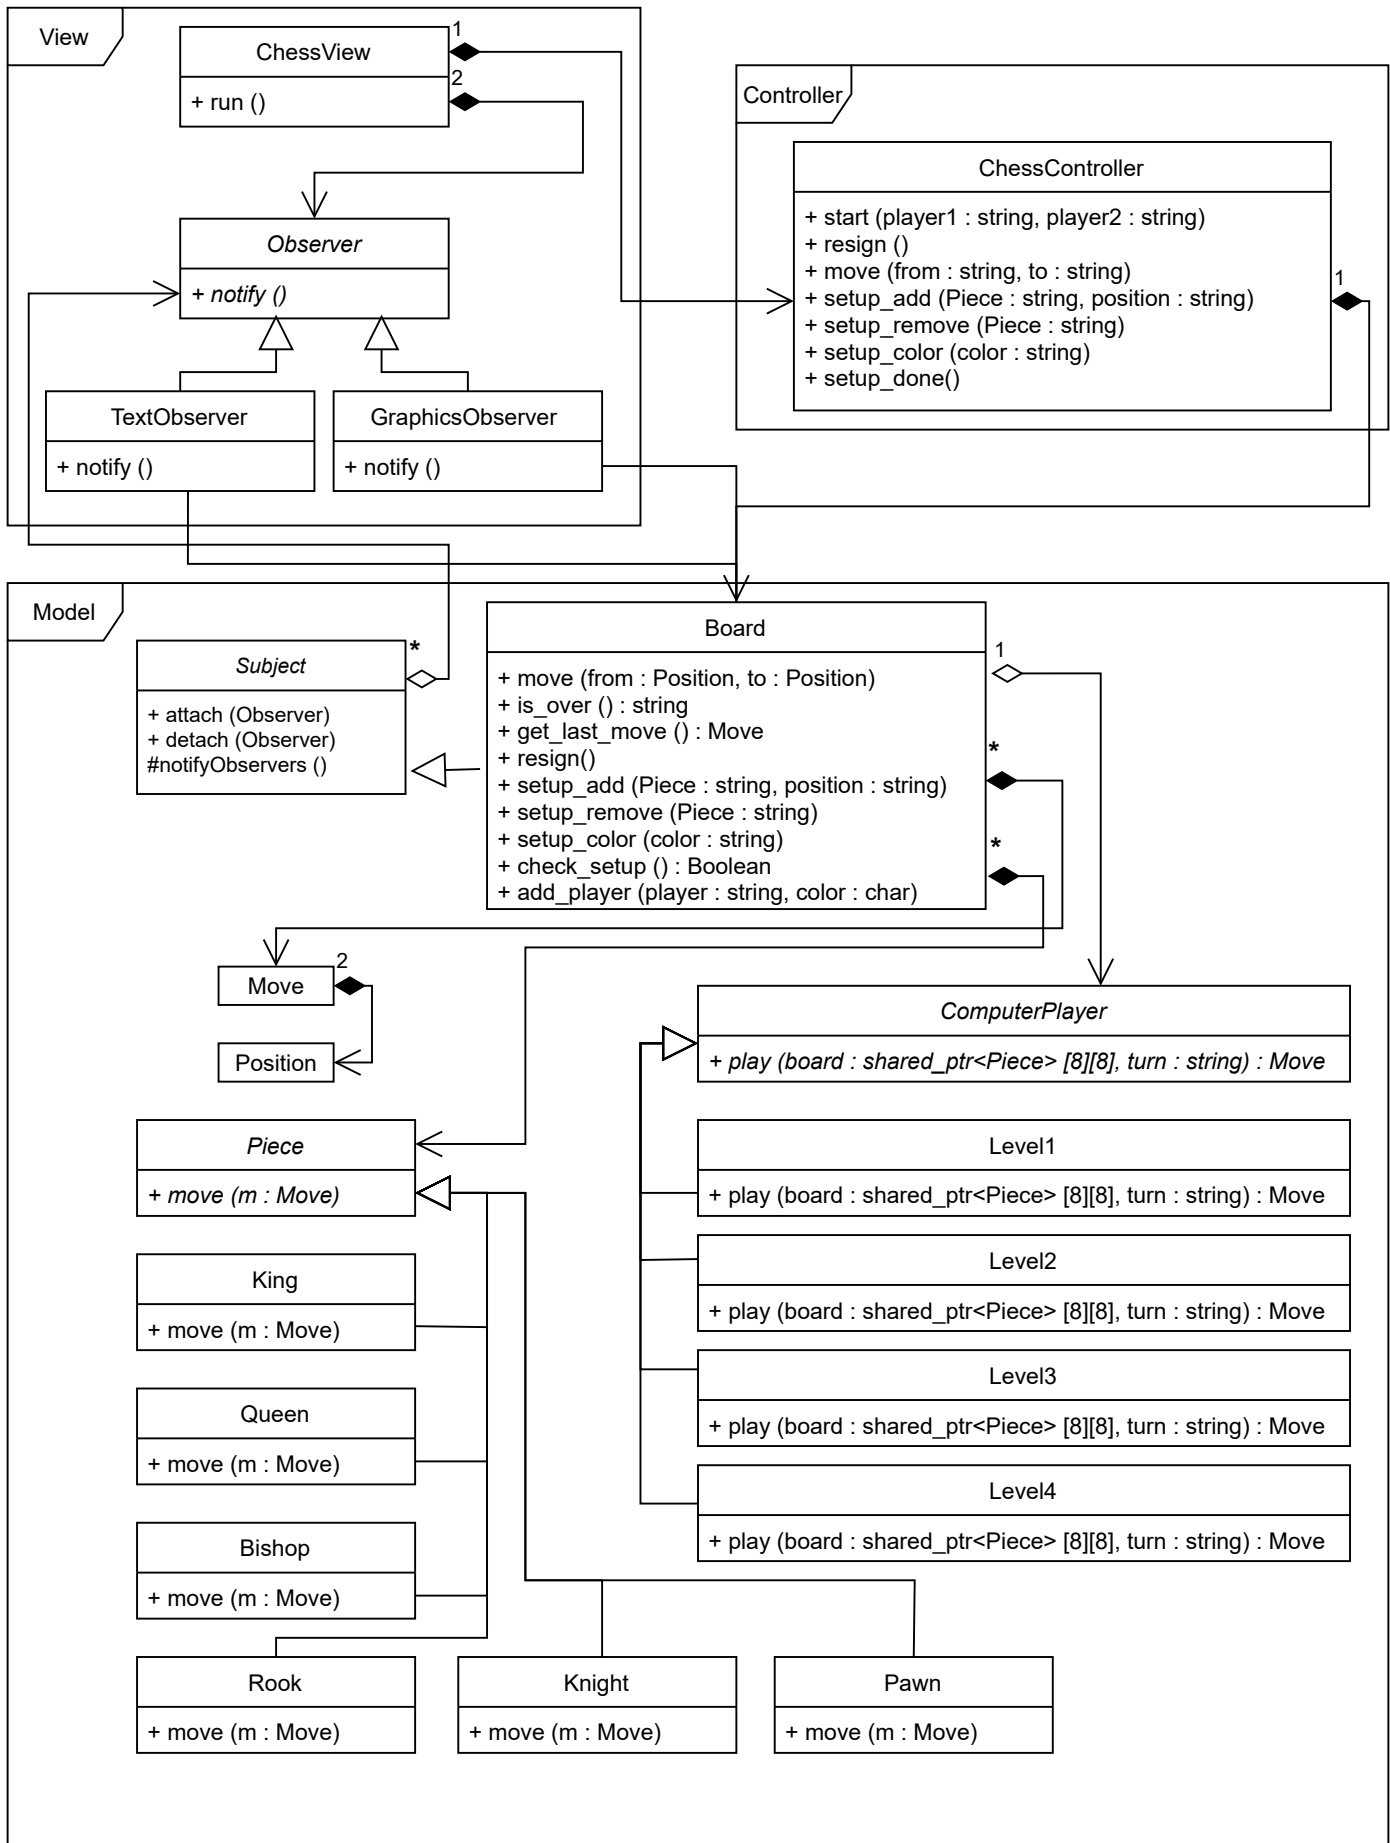 View
ChessView
+ run ()
1
2
Observer
+ notify ()
TextObserver
+ notify ()
GraphicsObserver
+ notify ()
Controller
ChessController
+ start (player1 : string, player2 : string)
+ resign ()
+ move (from : string, to : string)
+ setup_add (Piece : string, position : string)
+ setup_remove (Piece : string)
+ setup_color (color : string)
+ setup_done()
1
Model
Subject
+ attach (Observer)
+ detach (Observer)
#notifyObservers ()
*
Board
+ move (from : Position, to : Position)
+ is_over () : string
+ get_last_move () : Move
+ resign()
+ setup_add (Piece : string, position : string)
+ setup_remove (Piece : string)
+ setup_color (color : string)
+ check_setup () : Boolean
+ add_player (player : string, color : char)
1
*
*
Move
2
Position
Piece
+ move (m : Move)
King
+ move (m : Move)
Queen
+ move (m : Move)
Bishop
+ move (m : Move)
Rook
+ move (m : Move)
Knight
+ move (m : Move)
Pawn
+ move (m : Move)
ComputerPlayer
+ play (board : shared_ptr<Piece> [8][8], turn : string) : Move
Level1
+ play (board : shared_ptr<Piece> [8][8], turn : string) : Move
Level2
+ play (board : shared_ptr<Piece> [8][8], turn : string) : Move
Level3
+ play (board : shared_ptr<Piece> [8][8], turn : string) : Move
Level4
+ play (board : shared_ptr<Piece> [8][8], turn : string) : Move